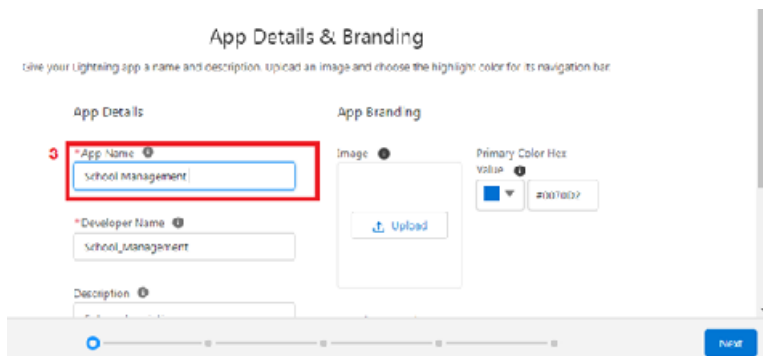 App Details & Branding
Give your Lightning app a name and description. Upload an image and choose the highlight color for its navigation bar.
App Details
App Branding
3
*App Name
School Management
Image
Primary Color Hex
Value
#0070D2
Upload
*Developer Name
School_Management
Description
Next